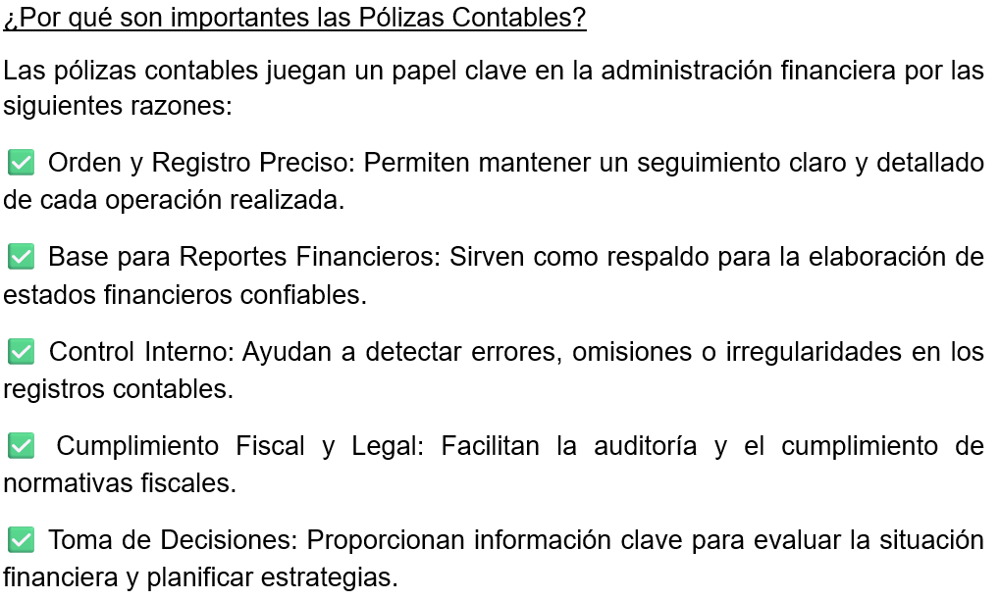 ¿Por qué son importantes las Pólizas Contables?
Las pólizas contables juegan un papel clave en la administración financiera por las
siguientes razones:
✅ Orden y Registro Preciso: Permiten mantener un seguimiento claro y detallado
de cada operación realizada.
✅ Base para Reportes Financieros: Sirven como respaldo para la elaboración de
estados financieros confiables.
✅ Control Interno: Ayudan a detectar errores, omisiones o irregularidades en los
registros contables.
✅ Cumplimiento Fiscal y Legal: Facilitan la auditoría y el cumplimiento de
normativas fiscales.
✅ Toma de Decisiones: Proporcionan información clave para evaluar la situación
financiera y planificar estrategias.